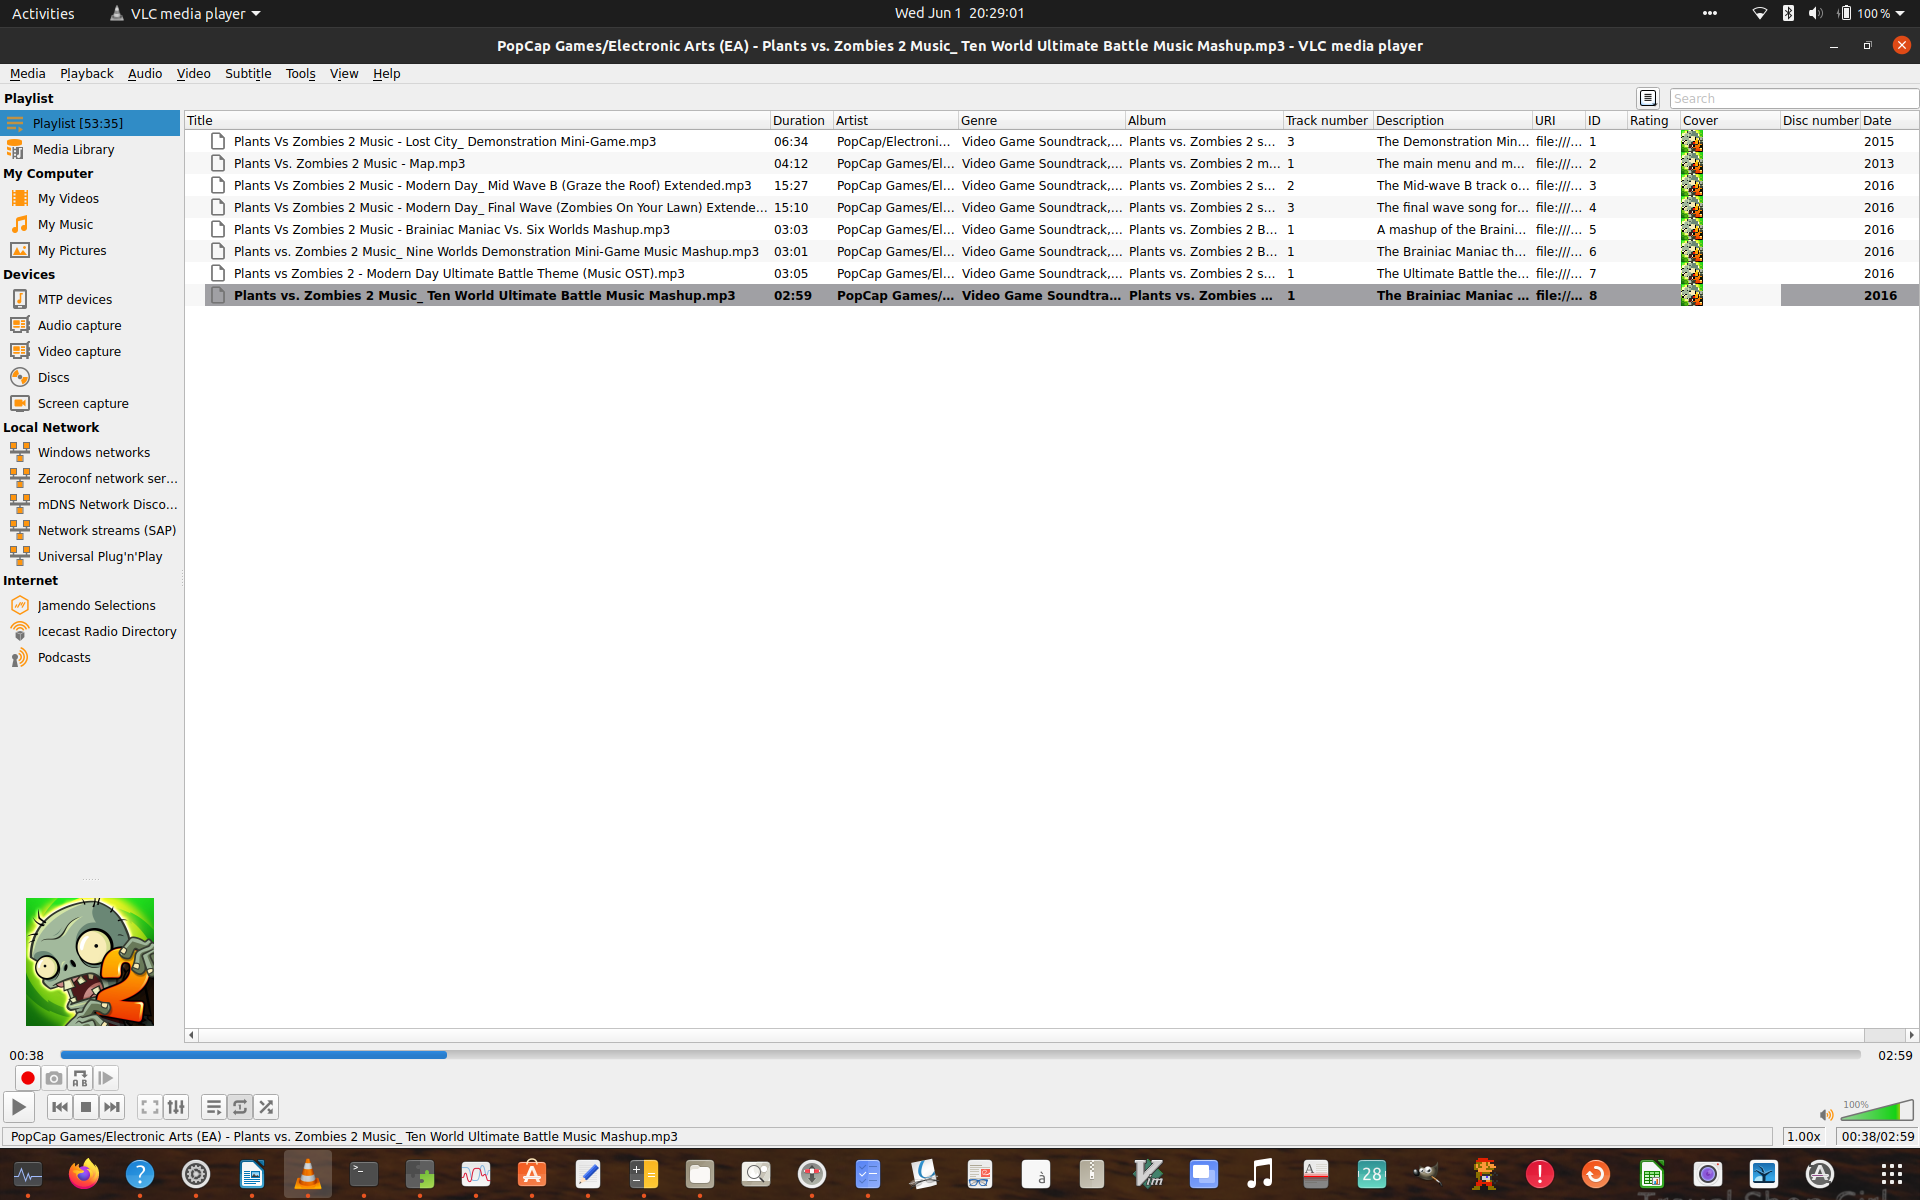 Activities VLC media player Wed Jun 1 20:29:01 100 %
PopCap Games/Electronic Arts (EA) - Plants vs. Zombies 2 Music_ Ten World Ultimate Battle Music Mashup.mp3 - VLC media player
Media Playback Audio Video Subtitle Tools View Help
Playlist
Search
Playlist [53:35]
Media Library
My Computer
My Videos
My Music
My Pictures
Devices
MTP devices
Audio capture
Video capture
Discs
Screen capture
Local Network
Windows networks
Zeroconf network ser...
mDNS Network Disco...
Network streams (SAP)
Universal Plug'n'Play
Internet
Jamendo Selections
Icecast Radio Directory
Podcasts
Title Duration Artist Genre Album Track number Description URI ID Rating Cover Disc number Date
Plants Vs Zombies 2 Music - Lost City_ Demonstration Mini-Game.mp3 06:34 PopCap/Electroni... Video Game Soundtrack,... Plants vs. Zombies 2 s... 3 The Demonstration Min... file:///... 1 2015
Plants Vs. Zombies 2 Music - Map.mp3 04:12 PopCap Games/El... Video Game Soundtrack,... Plants vs. Zombies 2 m... 1 The main menu and m... file:///... 2 2013
Plants Vs Zombies 2 Music - Modern Day_ Mid Wave B (Graze the Roof) Extended.mp3 15:27 PopCap Games/El... Video Game Soundtrack,... Plants vs. Zombies 2 s... 2 The Mid-wave B track o... file:///... 3 2016
Plants Vs Zombies 2 Music - Modern Day_ Final Wave (Zombies On Your Lawn) Extende... 15:10 PopCap Games/El... Video Game Soundtrack,... Plants vs. Zombies 2 s... 3 The final wave song for... file:///... 4 2016
Plants Vs Zombies 2 Music - Brainiac Maniac Vs. Six Worlds Mashup.mp3 03:03 PopCap Games/El... Video Game Soundtrack,... Plants vs. Zombies 2 B... 1 A mashup of the Braini... file:///... 5 2016
Plants vs. Zombies 2 Music_ Nine Worlds Demonstration Mini-Game Music Mashup.mp3 03:01 PopCap Games/El... Video Game Soundtrack,... Plants vs. Zombies 2 B... 1 The Brainiac Maniac th... file:///... 6 2016
Plants vs Zombies 2 - Modern Day Ultimate Battle Theme (Music OST).mp3 03:05 PopCap Games/El... Video Game Soundtrack,... Plants vs. Zombies 2 s... 1 The Ultimate Battle the... file:///... 7 2016
Plants vs. Zombies 2 Music_ Ten World Ultimate Battle Music Mashup.mp3 02:59 PopCap Games/... Video Game Soundtra... Plants vs. Zombies ... 1 The Brainiac Maniac ... file://... 8 2016
2
00:38 02:59
A B
100%
PopCap Games/Electronic Arts (EA) - Plants vs. Zombies 2 Music_ Ten World Ultimate Battle Music Mashup.mp3 1.00x 00:38/02:59
? >_ A à Vim A 28 ! A